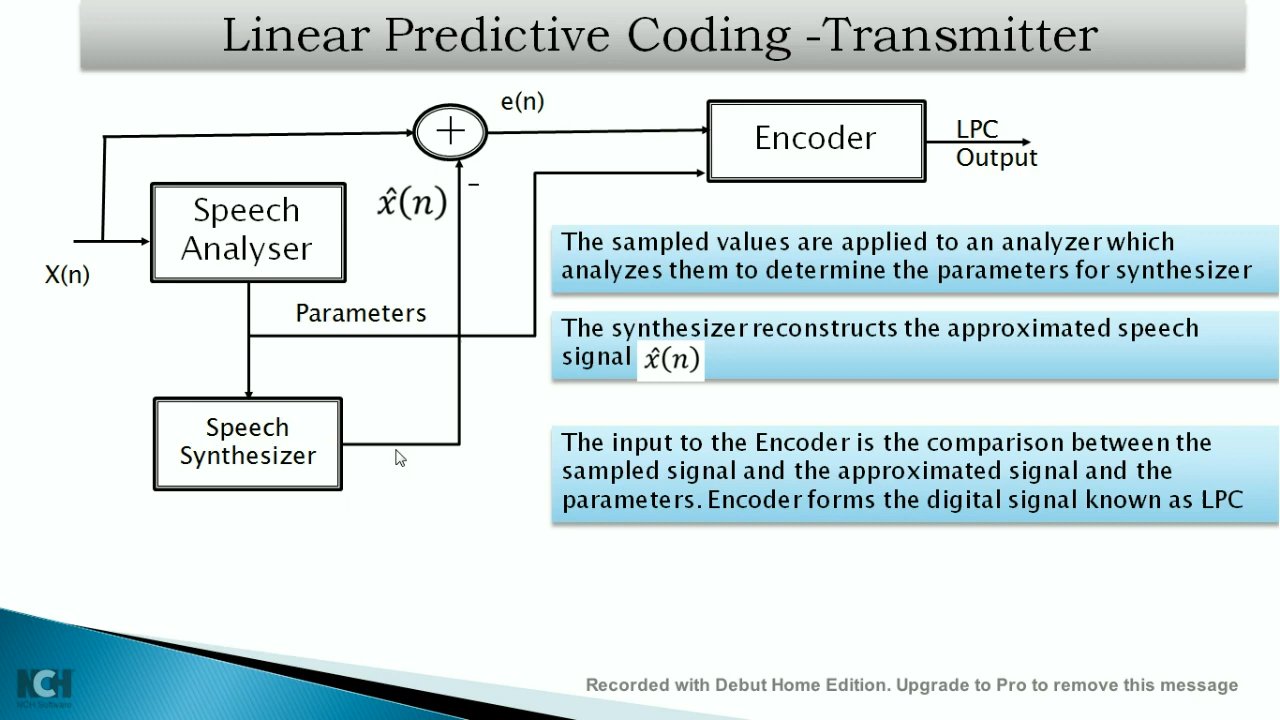 Linear Predictive Coding -Transmitter
e(n)
+
Encoder
LPC
Output
x̂(n)
–
Speech
Analyser
X(n)
Parameters
Speech
Synthesizer
The sampled values are applied to an analyzer which
analyzes them to determine the parameters for synthesizer
The synthesizer reconstructs the approximated speech
signal x̂(n)
The input to the Encoder is the comparison between the
sampled signal and the approximated signal and the
parameters. Encoder forms the digital signal known as LPC
NCH
NCH Software
Recorded with Debut Home Edition. Upgrade to Pro to remove this message